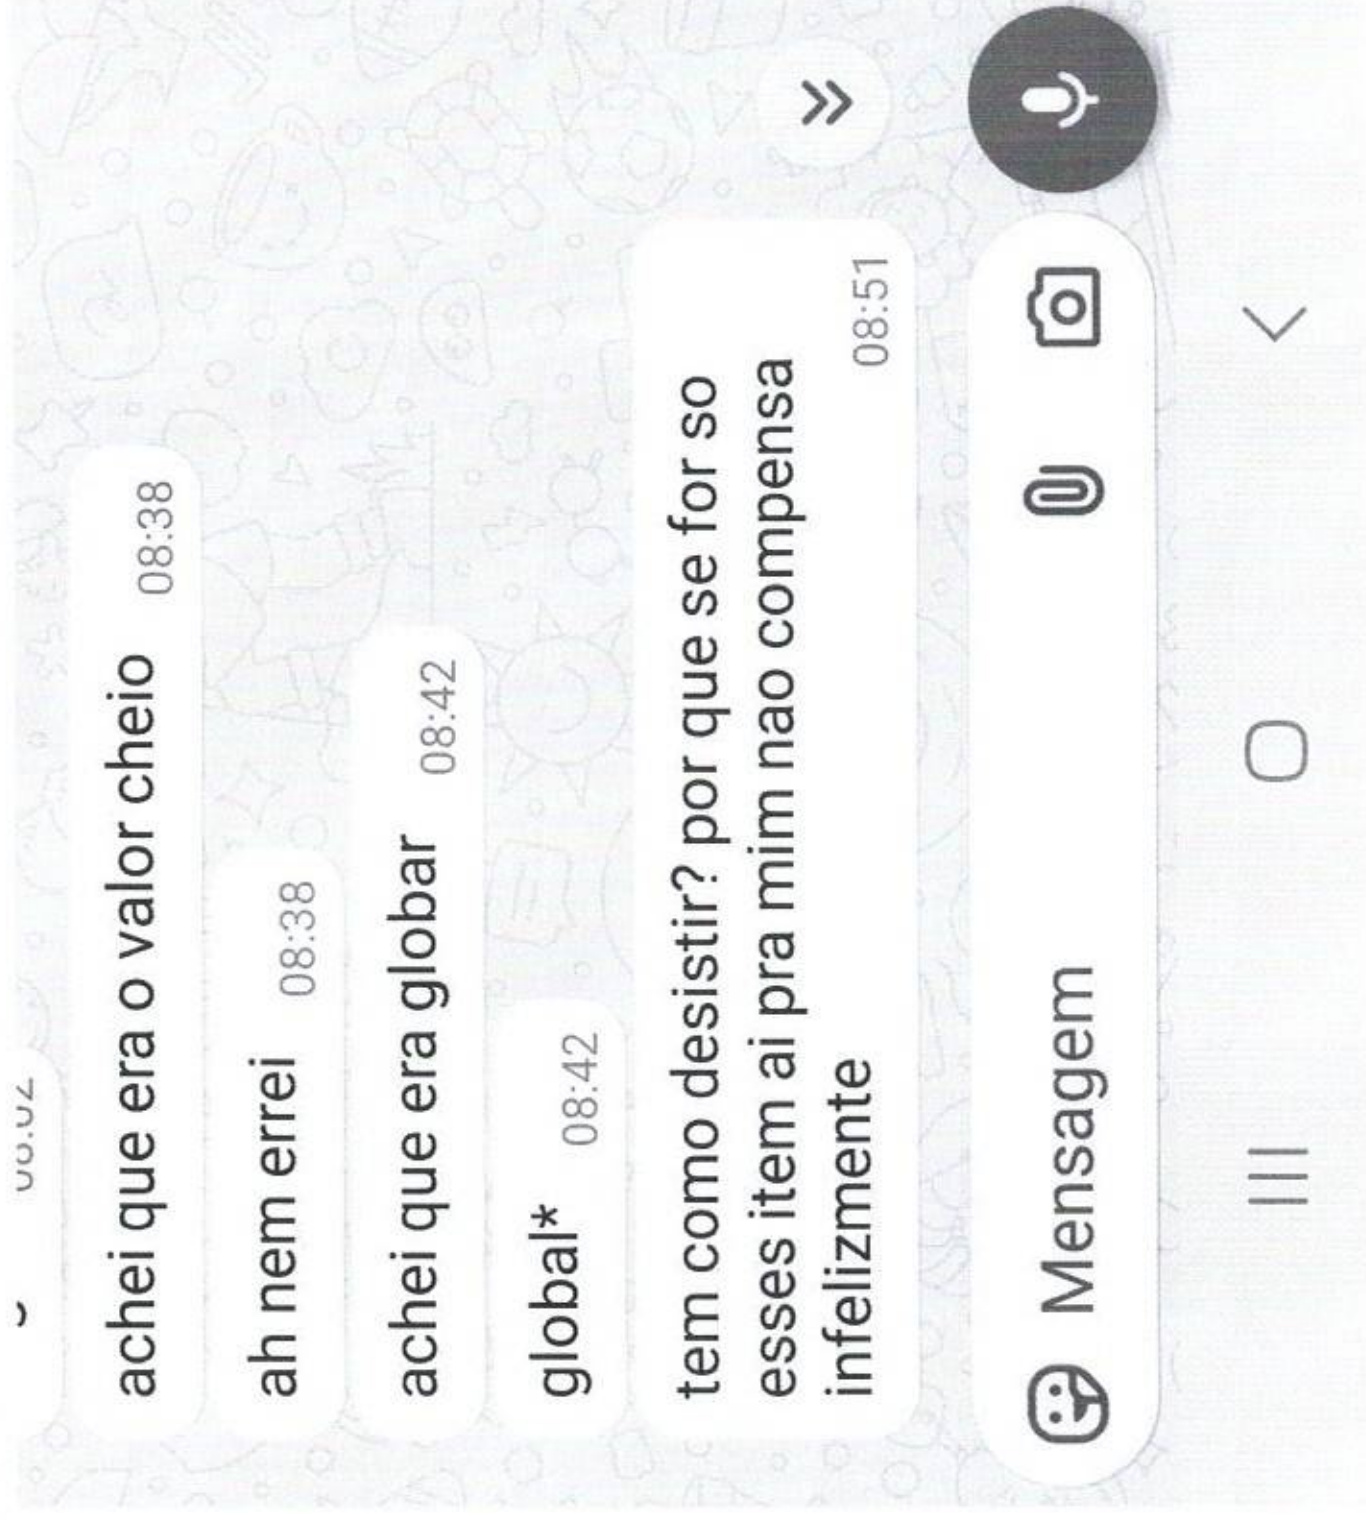 achei que era o valor cheio
08:38
ah nem errei
08:38
achei que era globar
08:42
global*
08:42
tem como desistir? por que se for so
esses item ai pra mim nao compensa
infelizmente
08:51
Mensagem